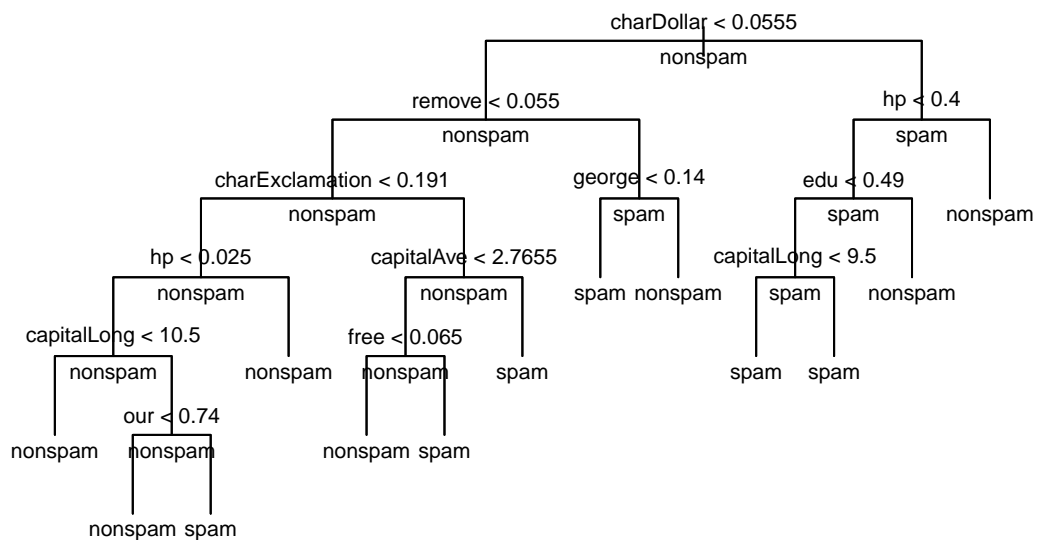 charDollar < 0.0555
nonspam
remove < 0.055
hp < 0.4
nonspam
spam
charExclamation < 0.191
george < 0.14
edu < 0.49
nonspam
spam
spam
nonspam
hp < 0.025
capitalAve < 2.7655
capitalLong < 9.5
nonspam
nonspam
spam
nonspam
spam
nonspam
capitalLong < 10.5
free < 0.065
nonspam
nonspam
nonspam
spam
spam
spam
our < 0.74
nonspam
nonspam
nonspam
spam
nonspam
spam